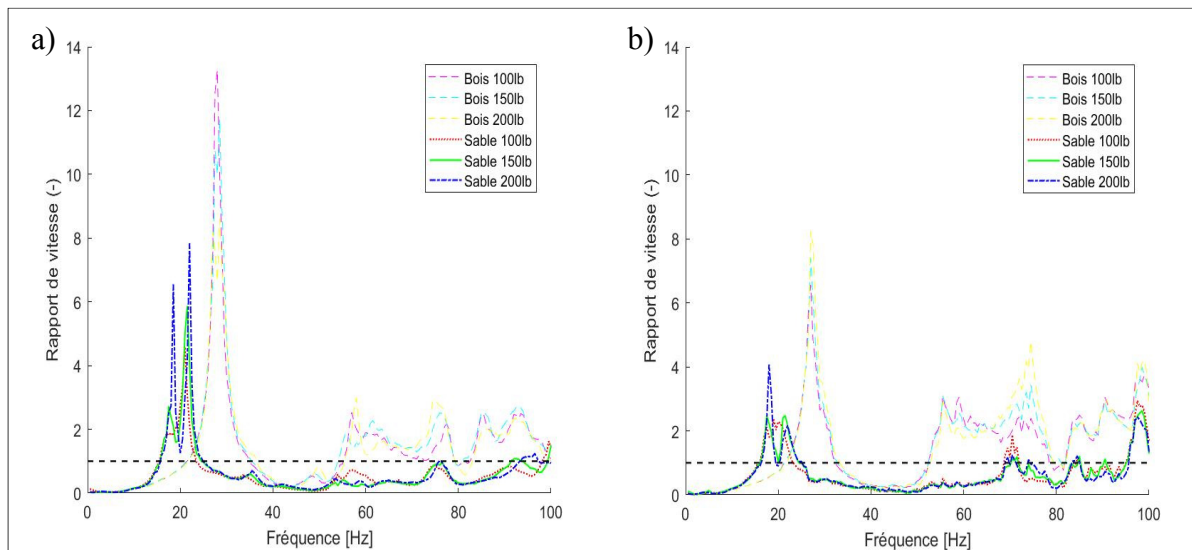 a)
14
12
10
8
6
4
2
0
Rapport de vitesse (-)
0 20 40 60 80 100
Fréquence [Hz]
Bois 100lb
Bois 150lb
Bois 200lb
Sable 100lb
Sable 150lb
Sable 200lb
b)
14
12
10
8
6
4
2
0
Rapport de vitesse (-)
0 20 40 60 80 100
Fréquence [Hz]
Bois 100lb
Bois 150lb
Bois 200lb
Sable 100lb
Sable 150lb
Sable 200lb